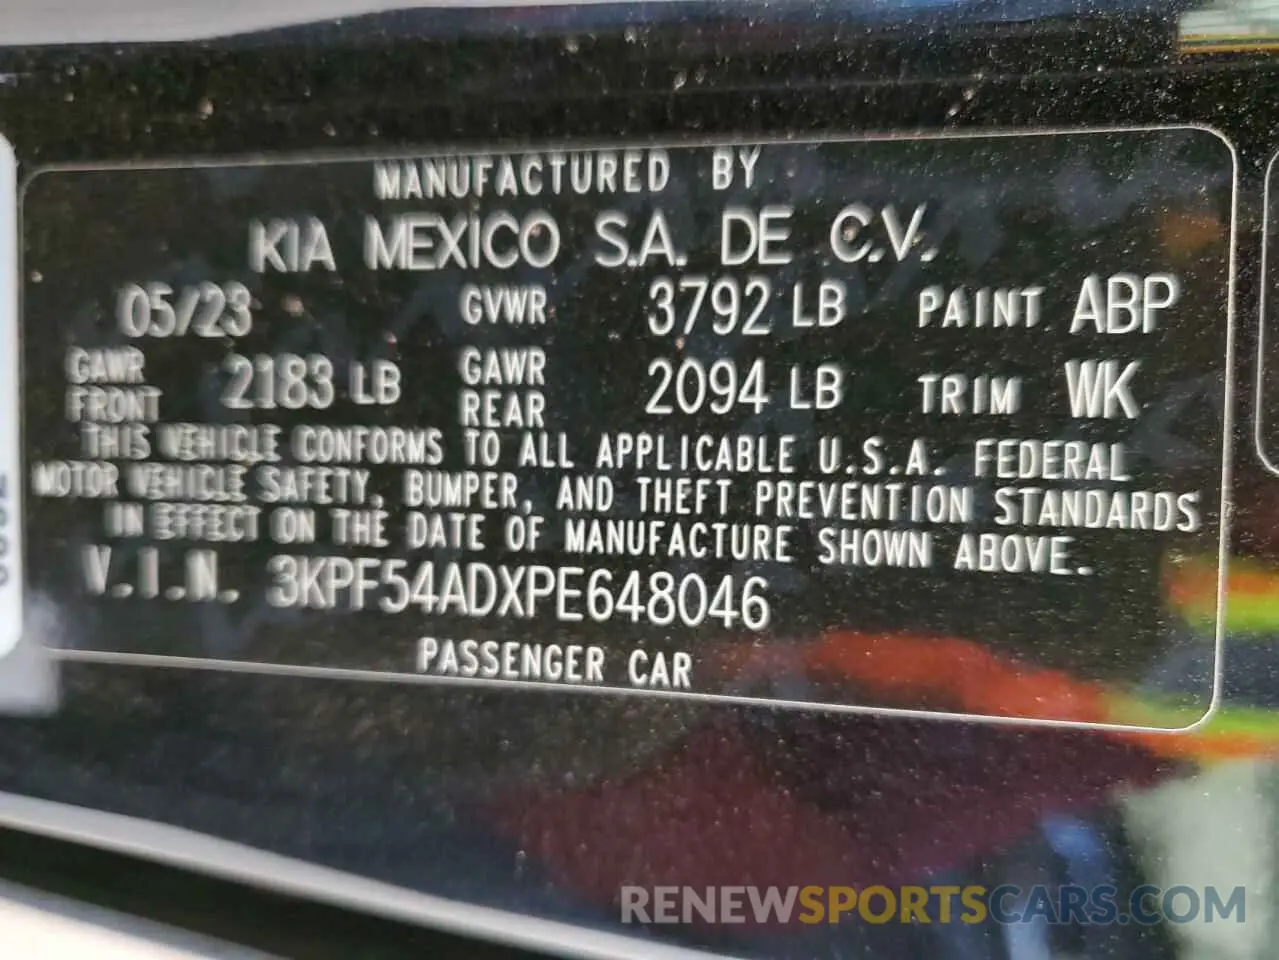 MANUFACTURED BY
KIA MEXICO S.A. DE C.V.
05/23 GVWR 3792 LB PAINT ABP
GAWR FRONT 2183 LB GAWR REAR 2094 LB TRIM WK
THIS VEHICLE CONFORMS TO ALL APPLICABLE U.S.A. FEDERAL
MOTOR VEHICLE SAFETY, BUMPER, AND THEFT PREVENTION STANDARDS
IN EFFECT ON THE DATE OF MANUFACTURE SHOWN ABOVE.
V.I.N. 3KPF54ADXPE648046
PASSENGER CAR
RENEWSPORTSCARS.COM